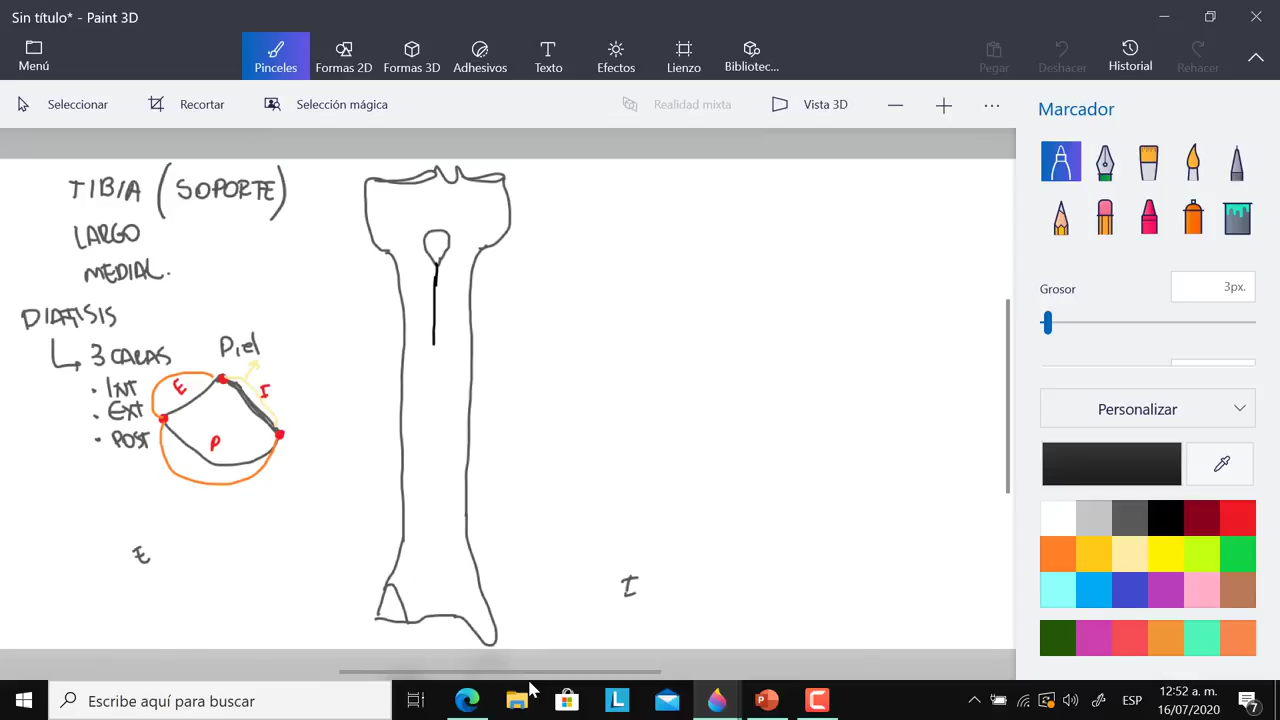 Sin título* - Paint 3D
Menú
Pinceles
Formas 2D
Formas 3D
Adhesivos
Texto
Efectos
Lienzo
Bibliotec...
Pegar
Deshacer
Historial
Rehacer
Seleccionar
Recortar
Selección mágica
Realidad mixta
Vista 3D
Marcador
Grosor
3px.
Personalizar
TIBIA (SOPORTE)
LARGO
MEDIAL.
DIAFISIS
3 CARAS
Piel
• INT
• EXT
• POST
E
I
P
E
I
Escribe aquí para buscar
L
ESP
12:52 a. m.
16/07/2020
7